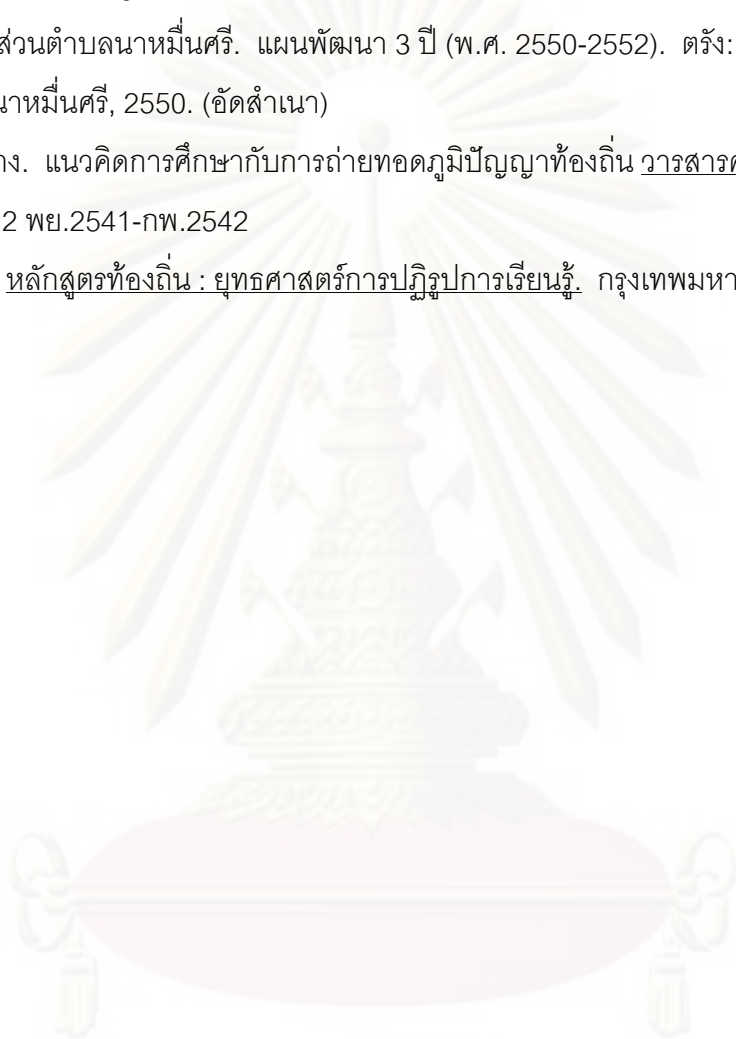 ส่วนตำบลนาหมื่นศรี. แผนพัฒนา 3 ปี (พ.ศ. 2550-2552). ตรัง:
นาหมื่นศรี, 2550. (อัดสำเนา)
าง. แนวคิดการศึกษากับการถ่ายทอดภูมิปัญญาท้องถิ่น วารสารค
2 พย.2541-กพ.2542
หลักสูตรท้องถิ่น : ยุทธศาสตร์การปฏิรูปการเรียนรู้. กรุงเทพมหา